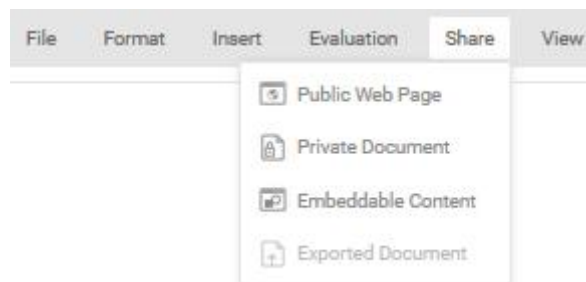 File Format Insert Evaluation Share View
Public Web Page
Private Document
Embeddable Content
Exported Document